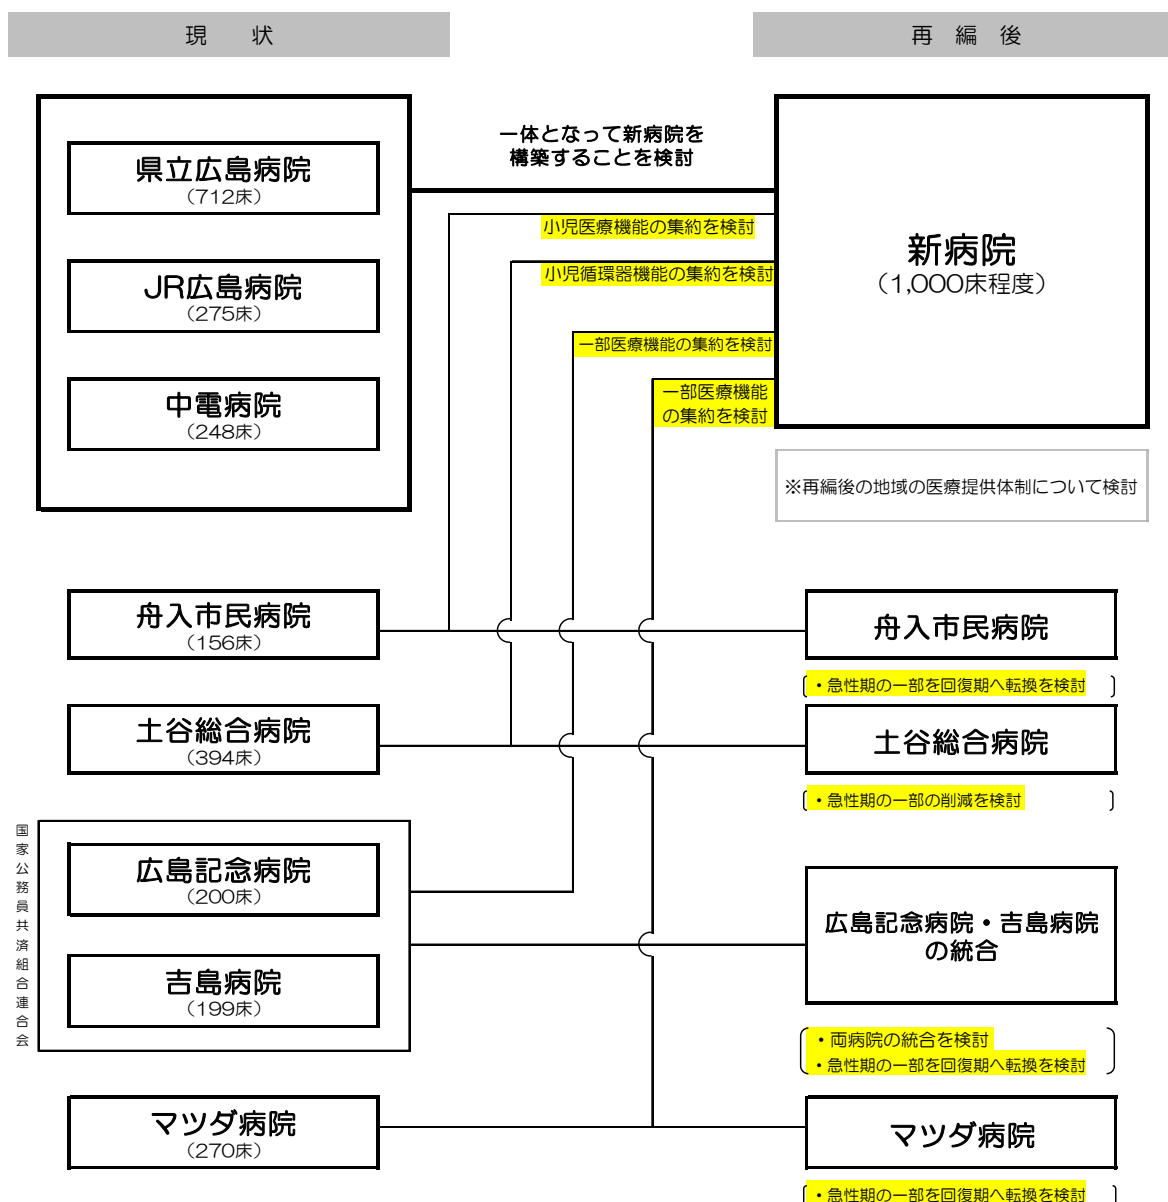 現　状
再 編 後
県立広島病院
（712床）
JR広島病院
（275床）
中電病院
（248床）
一体となって新病院を
構築することを検討
小児医療機能の集約を検討
小児循環器機能の集約を検討
一部医療機能の集約を検討
一部医療機能
の集約を検討
新病院
（1,000床程度）
※再編後の地域の医療提供体制について検討
舟入市民病院
（156床）
舟入市民病院
・急性期の一部を回復期へ転換を検討
土谷総合病院
（394床）
土谷総合病院
・急性期の一部の削減を検討
国家公務員共済組合連合会
広島記念病院
（200床）
吉島病院
（199床）
広島記念病院・吉島病院
の統合
・両病院の統合を検討
・急性期の一部を回復期へ転換を検討
マツダ病院
（270床）
マツダ病院
・急性期の一部を回復期へ転換を検討